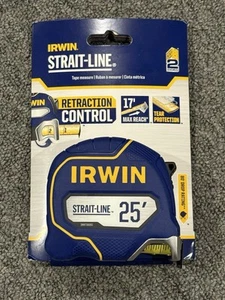 IRWIN
STRAIT-LINE®
Tape measure | Ruban à mesurer | Cinta métrica
2
RETRACTION
CONTROL
17'
MAX REACH*
TEAR
PROTECTION
IRWIN
STRAIT-LINE®
25'